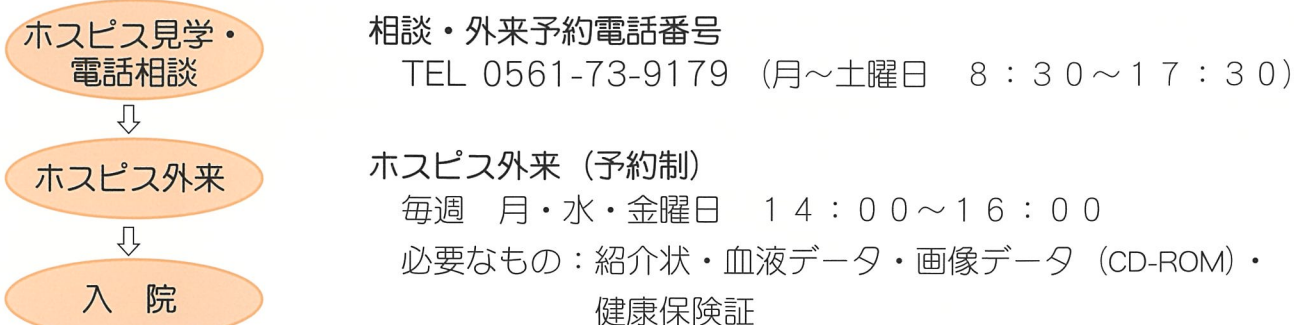 ホスピス見学・
電話相談
⇩
ホスピス外来
⇩
入 院
相談・外来予約電話番号
TEL 0561-73-9179 (月～土曜日 8：30～17：30)
ホスピス外来（予約制）
毎週 月・水・金曜日 14：00～16：00
必要なもの：紹介状・血液データ・画像データ（CD-ROM）・
健康保険証